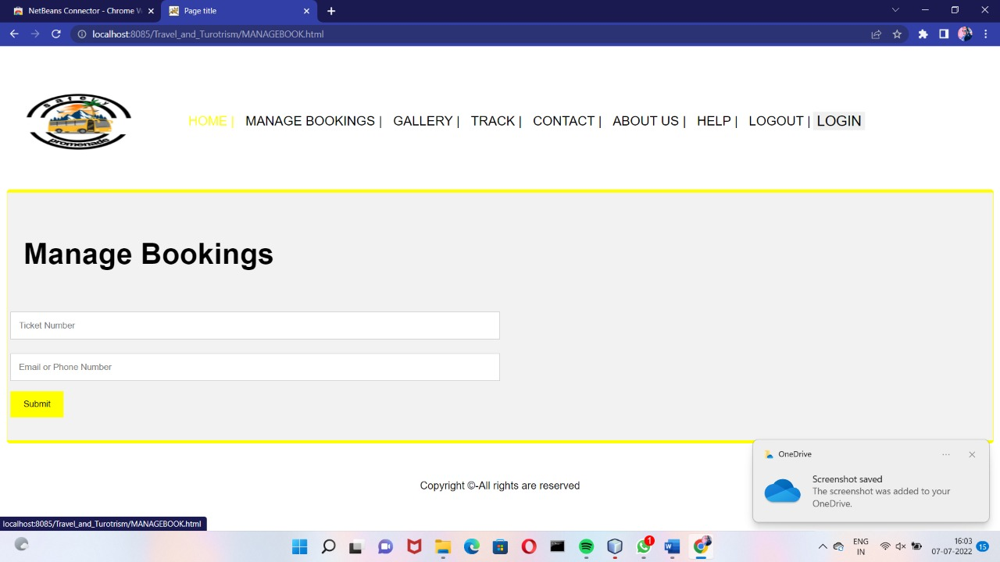 NetBeans Connector - Chrome W
Page title
localhost:8085/Travel_and_Turotrism/MANAGEBOOK.html
safety
promenade
HOME | MANAGE BOOKINGS | GALLERY | TRACK | CONTACT | ABOUT US | HELP | LOGOUT | LOGIN
Manage Bookings
Ticket Number
Email or Phone Number
Submit
OneDrive
Screenshot saved
The screenshot was added to your
OneDrive.
Copyright ©-All rights are reserved
localhost:8085/Travel_and_Turotrism/MANAGEBOOK.html
1
ENG
IN
16:03
07-07-2022
15